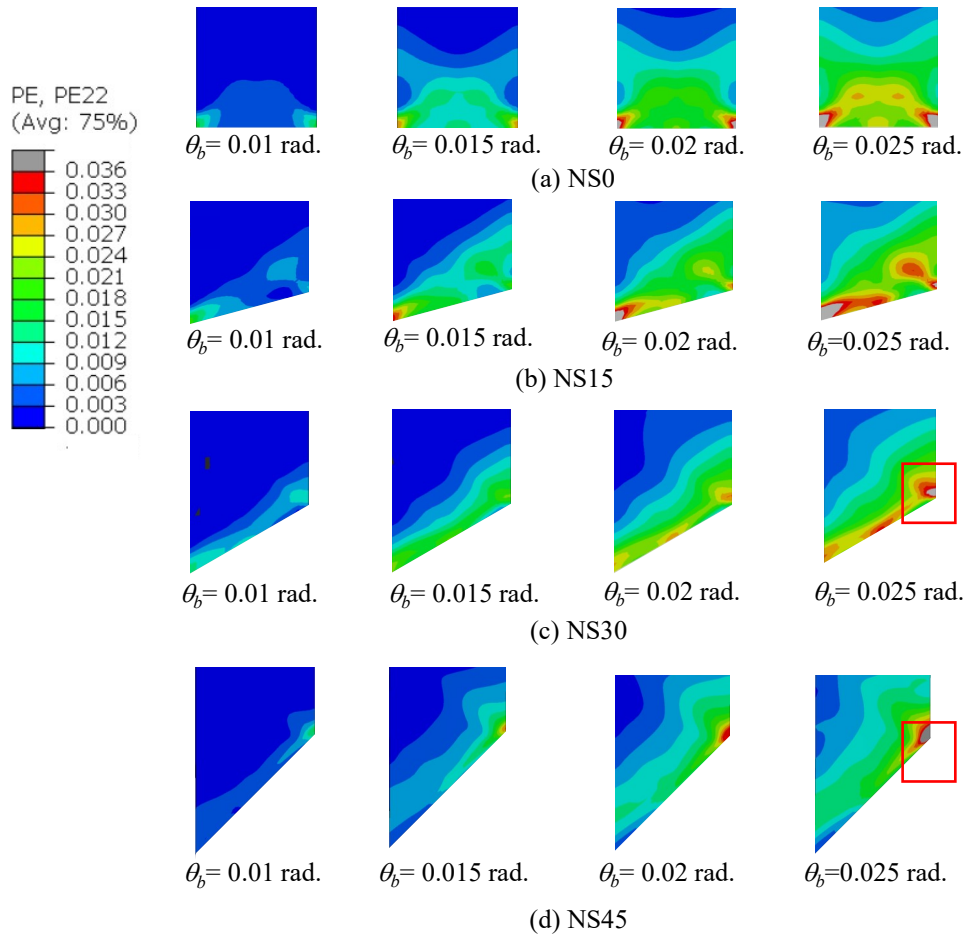 PE, PE22
(Avg: 75%)
0.036
0.033
0.030
0.027
0.024
0.021
0.018
0.015
0.012
0.009
0.006
0.003
0.000
θb= 0.01 rad.
θb= 0.015 rad.
θb= 0.02 rad.
θb= 0.025 rad.
(a) NS0
θb= 0.01 rad.
θb= 0.015 rad.
θb= 0.02 rad.
θb=0.025 rad.
(b) NS15
θb= 0.01 rad.
θb= 0.015 rad.
θb= 0.02 rad.
θb= 0.025 rad.
(c) NS30
θb= 0.01 rad.
θb= 0.015 rad.
θb= 0.02 rad.
θb=0.025 rad.
(d) NS45